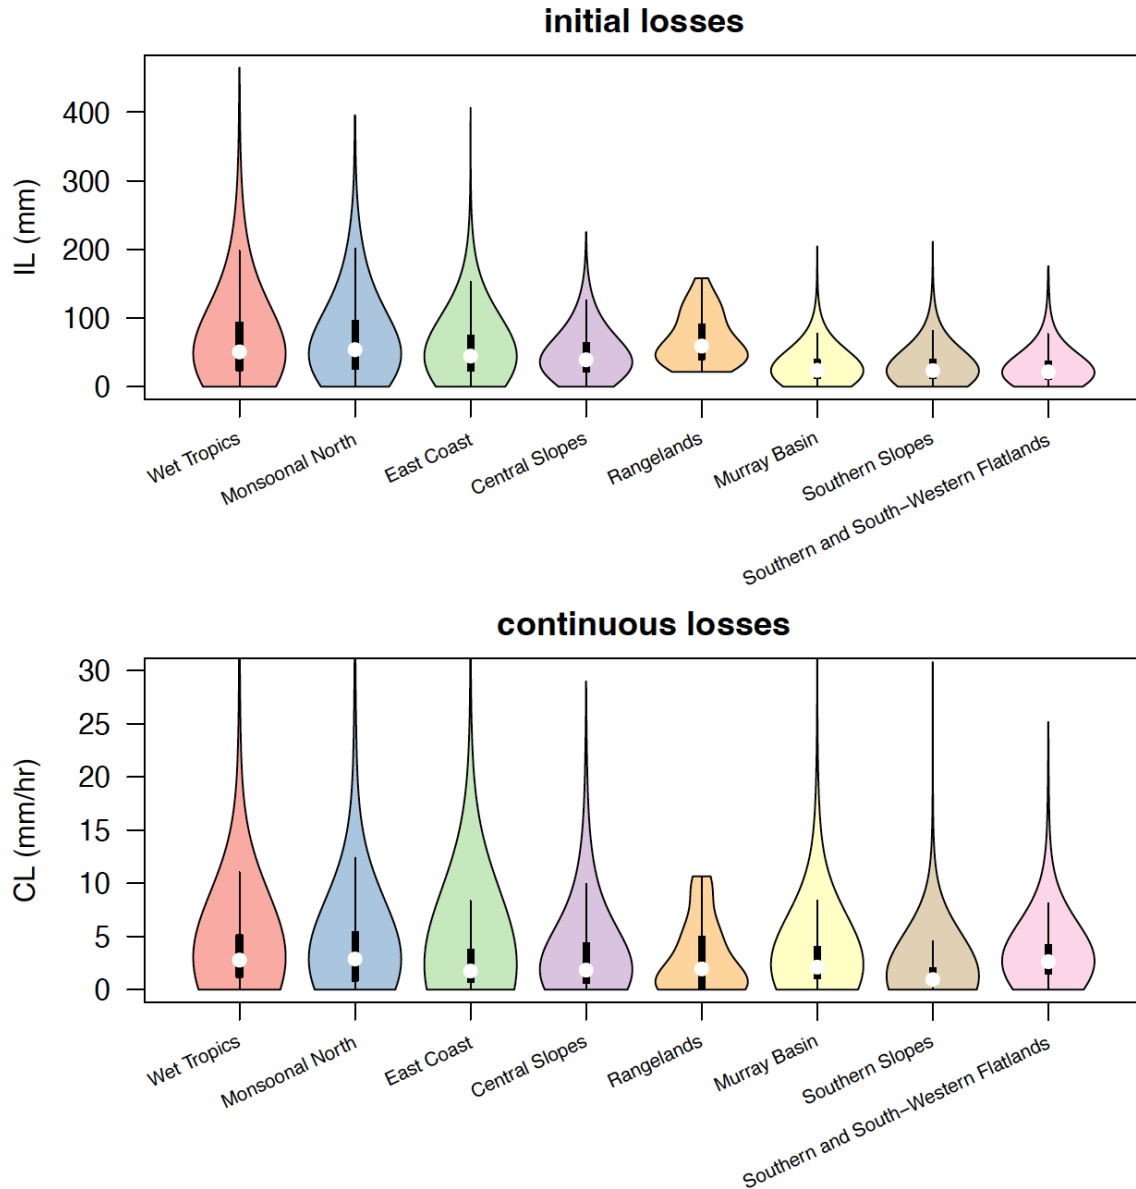 initial losses
IL (mm)
400
300
200
100
0
Wet Tropics
Monsoonal North
East Coast
Central Slopes
Rangelands
Murray Basin
Southern Slopes
Southern and South−Western Flatlands
continuous losses
CL (mm/hr)
30
25
20
15
10
5
0
Wet Tropics
Monsoonal North
East Coast
Central Slopes
Rangelands
Murray Basin
Southern Slopes
Southern and South−Western Flatlands